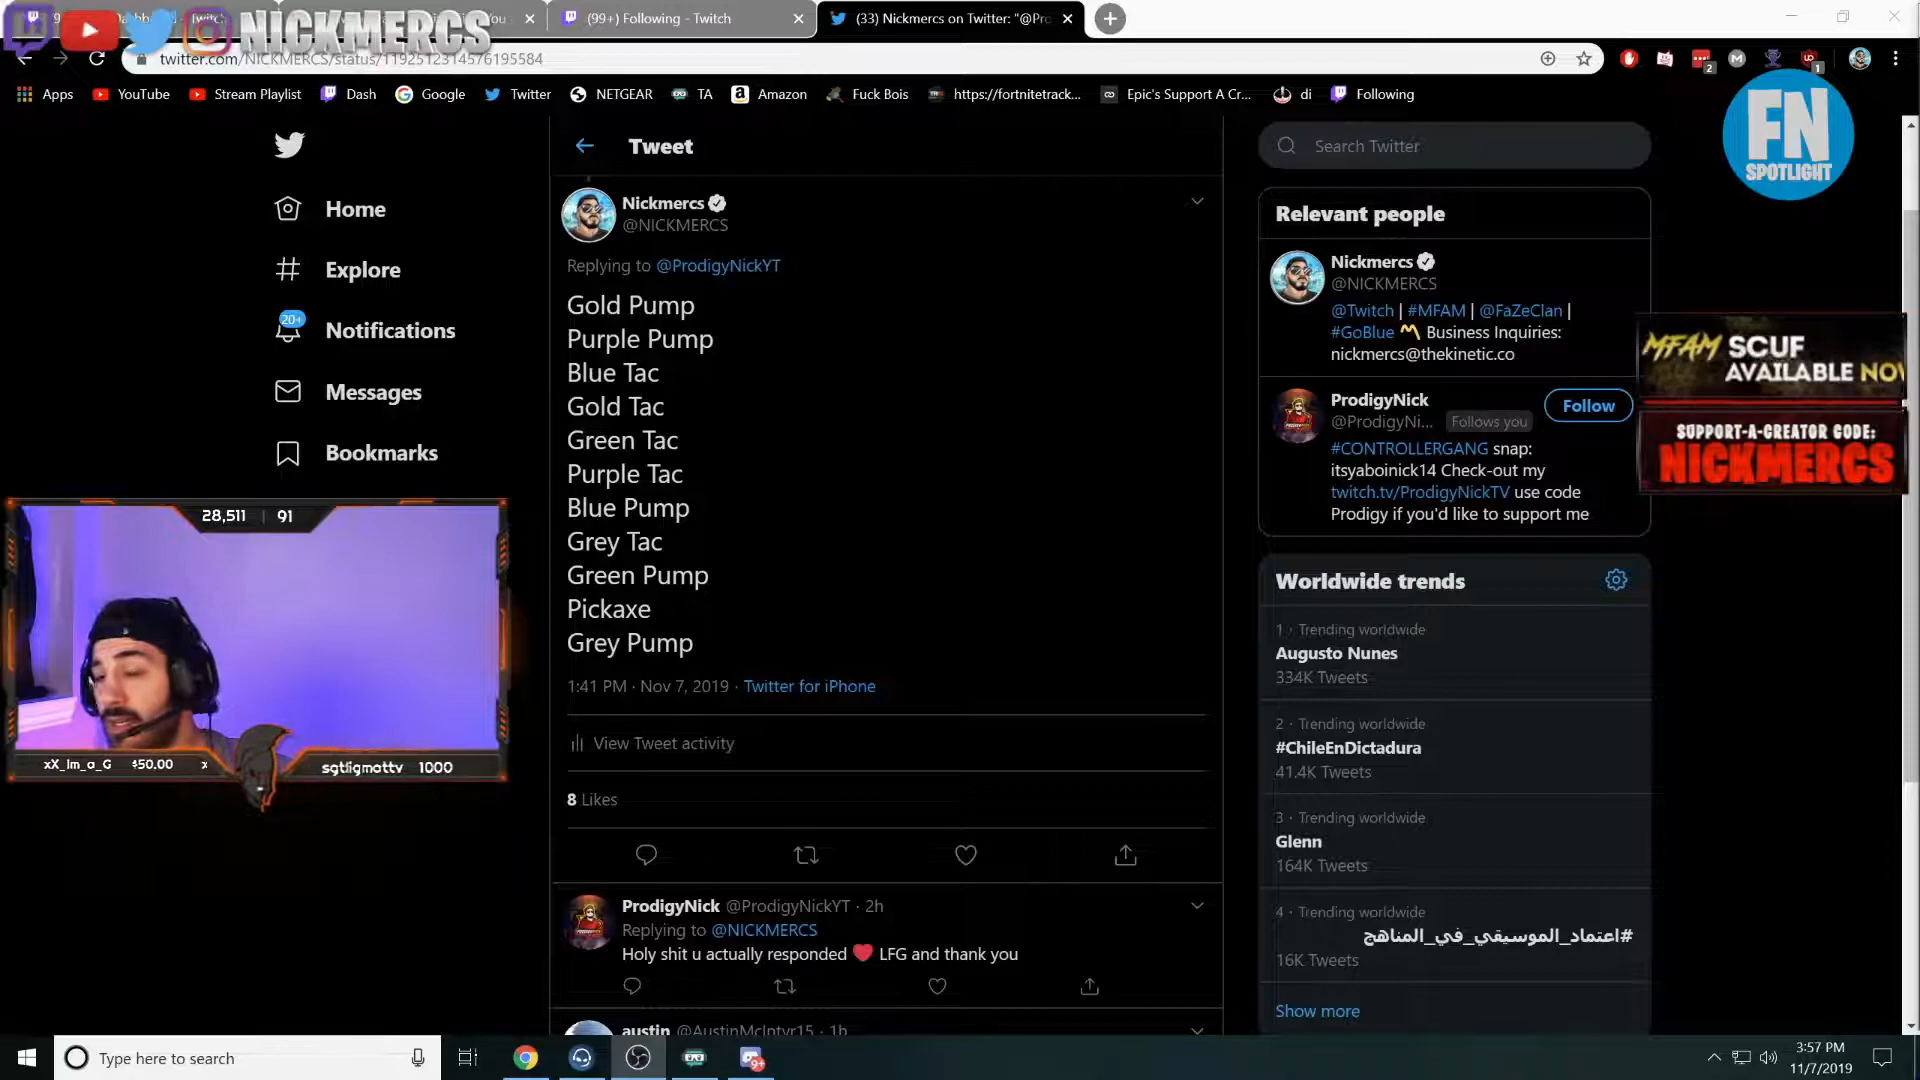 (99+) Following - Twitch
(33) Nickmercs on Twitter: "@Pro
NICKMERCS
twitter.com/NICKMERCS/status/1192512314576195584
Apps YouTube Stream Playlist Dash Google Twitter NETGEAR TA Amazon Fuck Bois https://fortnitetrack... Epic's Support A Cr... di Following
FN
SPOTLIGHT
Home
Explore
20+
Notifications
Messages
Bookmarks
28,511 | 91
xX_Im_a_G $50.00 x
sgtligmattv 1000
Tweet
Nickmercs
@NICKMERCS
Replying to @ProdigyNickYT
Gold Pump
Purple Pump
Blue Tac
Gold Tac
Green Tac
Purple Tac
Blue Pump
Grey Tac
Green Pump
Pickaxe
Grey Pump
1:41 PM · Nov 7, 2019 · Twitter for iPhone
View Tweet activity
8 Likes
ProdigyNick @ProdigyNickYT · 2h
Replying to @NICKMERCS
Holy shit u actually responded ❤️ LFG and thank you
austin @AustinMcIntyr15 · 1h
Search Twitter
Relevant people
Nickmercs
@NICKMERCS
@Twitch | #MFAM | @FaZeClan |
#GoBlue 〽️ Business Inquiries:
nickmercs@thekinetic.co
ProdigyNick
@ProdigyNi... Follows you
Follow
#CONTROLLERGANG snap:
itsyaboinick14 Check-out my
twitch.tv/ProdigyNickTV use code
Prodigy if you'd like to support me
Worldwide trends
1 · Trending worldwide
Augusto Nunes
334K Tweets
2 · Trending worldwide
#ChileEnDictadura
41.4K Tweets
3 · Trending worldwide
Glenn
164K Tweets
4 · Trending worldwide
#اعتماد_الموسيقي_في_المناهج
16K Tweets
Show more
MFAM SCUF
AVAILABLE NOW
SUPPORT-A-CREATOR CODE:
NICKMERCS
Type here to search
9+
3:57 PM
11/7/2019